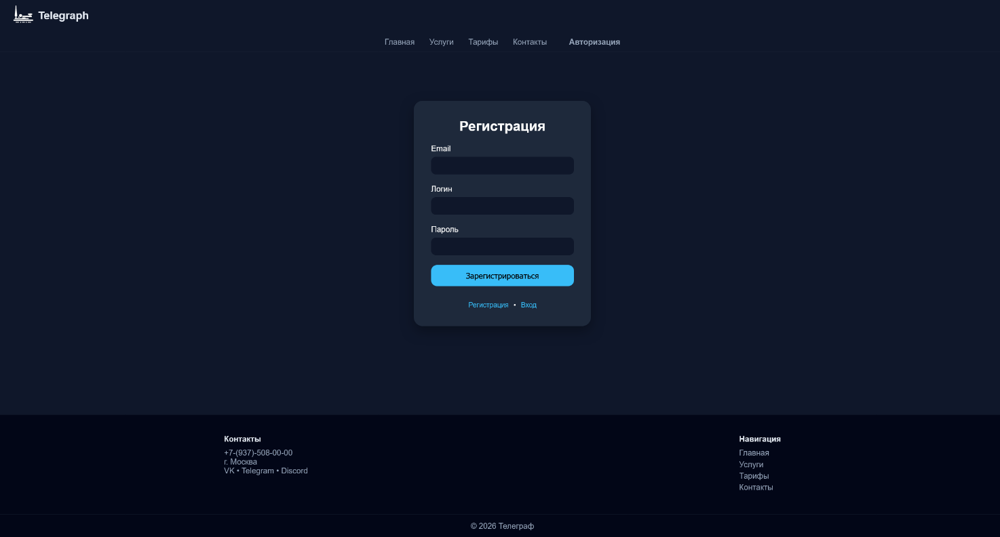 Telegraph
Главная Услуги Тарифы Контакты Авторизация
Регистрация
Email
Логин
Пароль
Зарегистрироваться
Регистрация • Вход
Контакты
+7-(937)-508-00-00
г. Москва
VK • Telegram • Discord
Навигация
Главная
Услуги
Тарифы
Контакты
© 2026 Телеграф